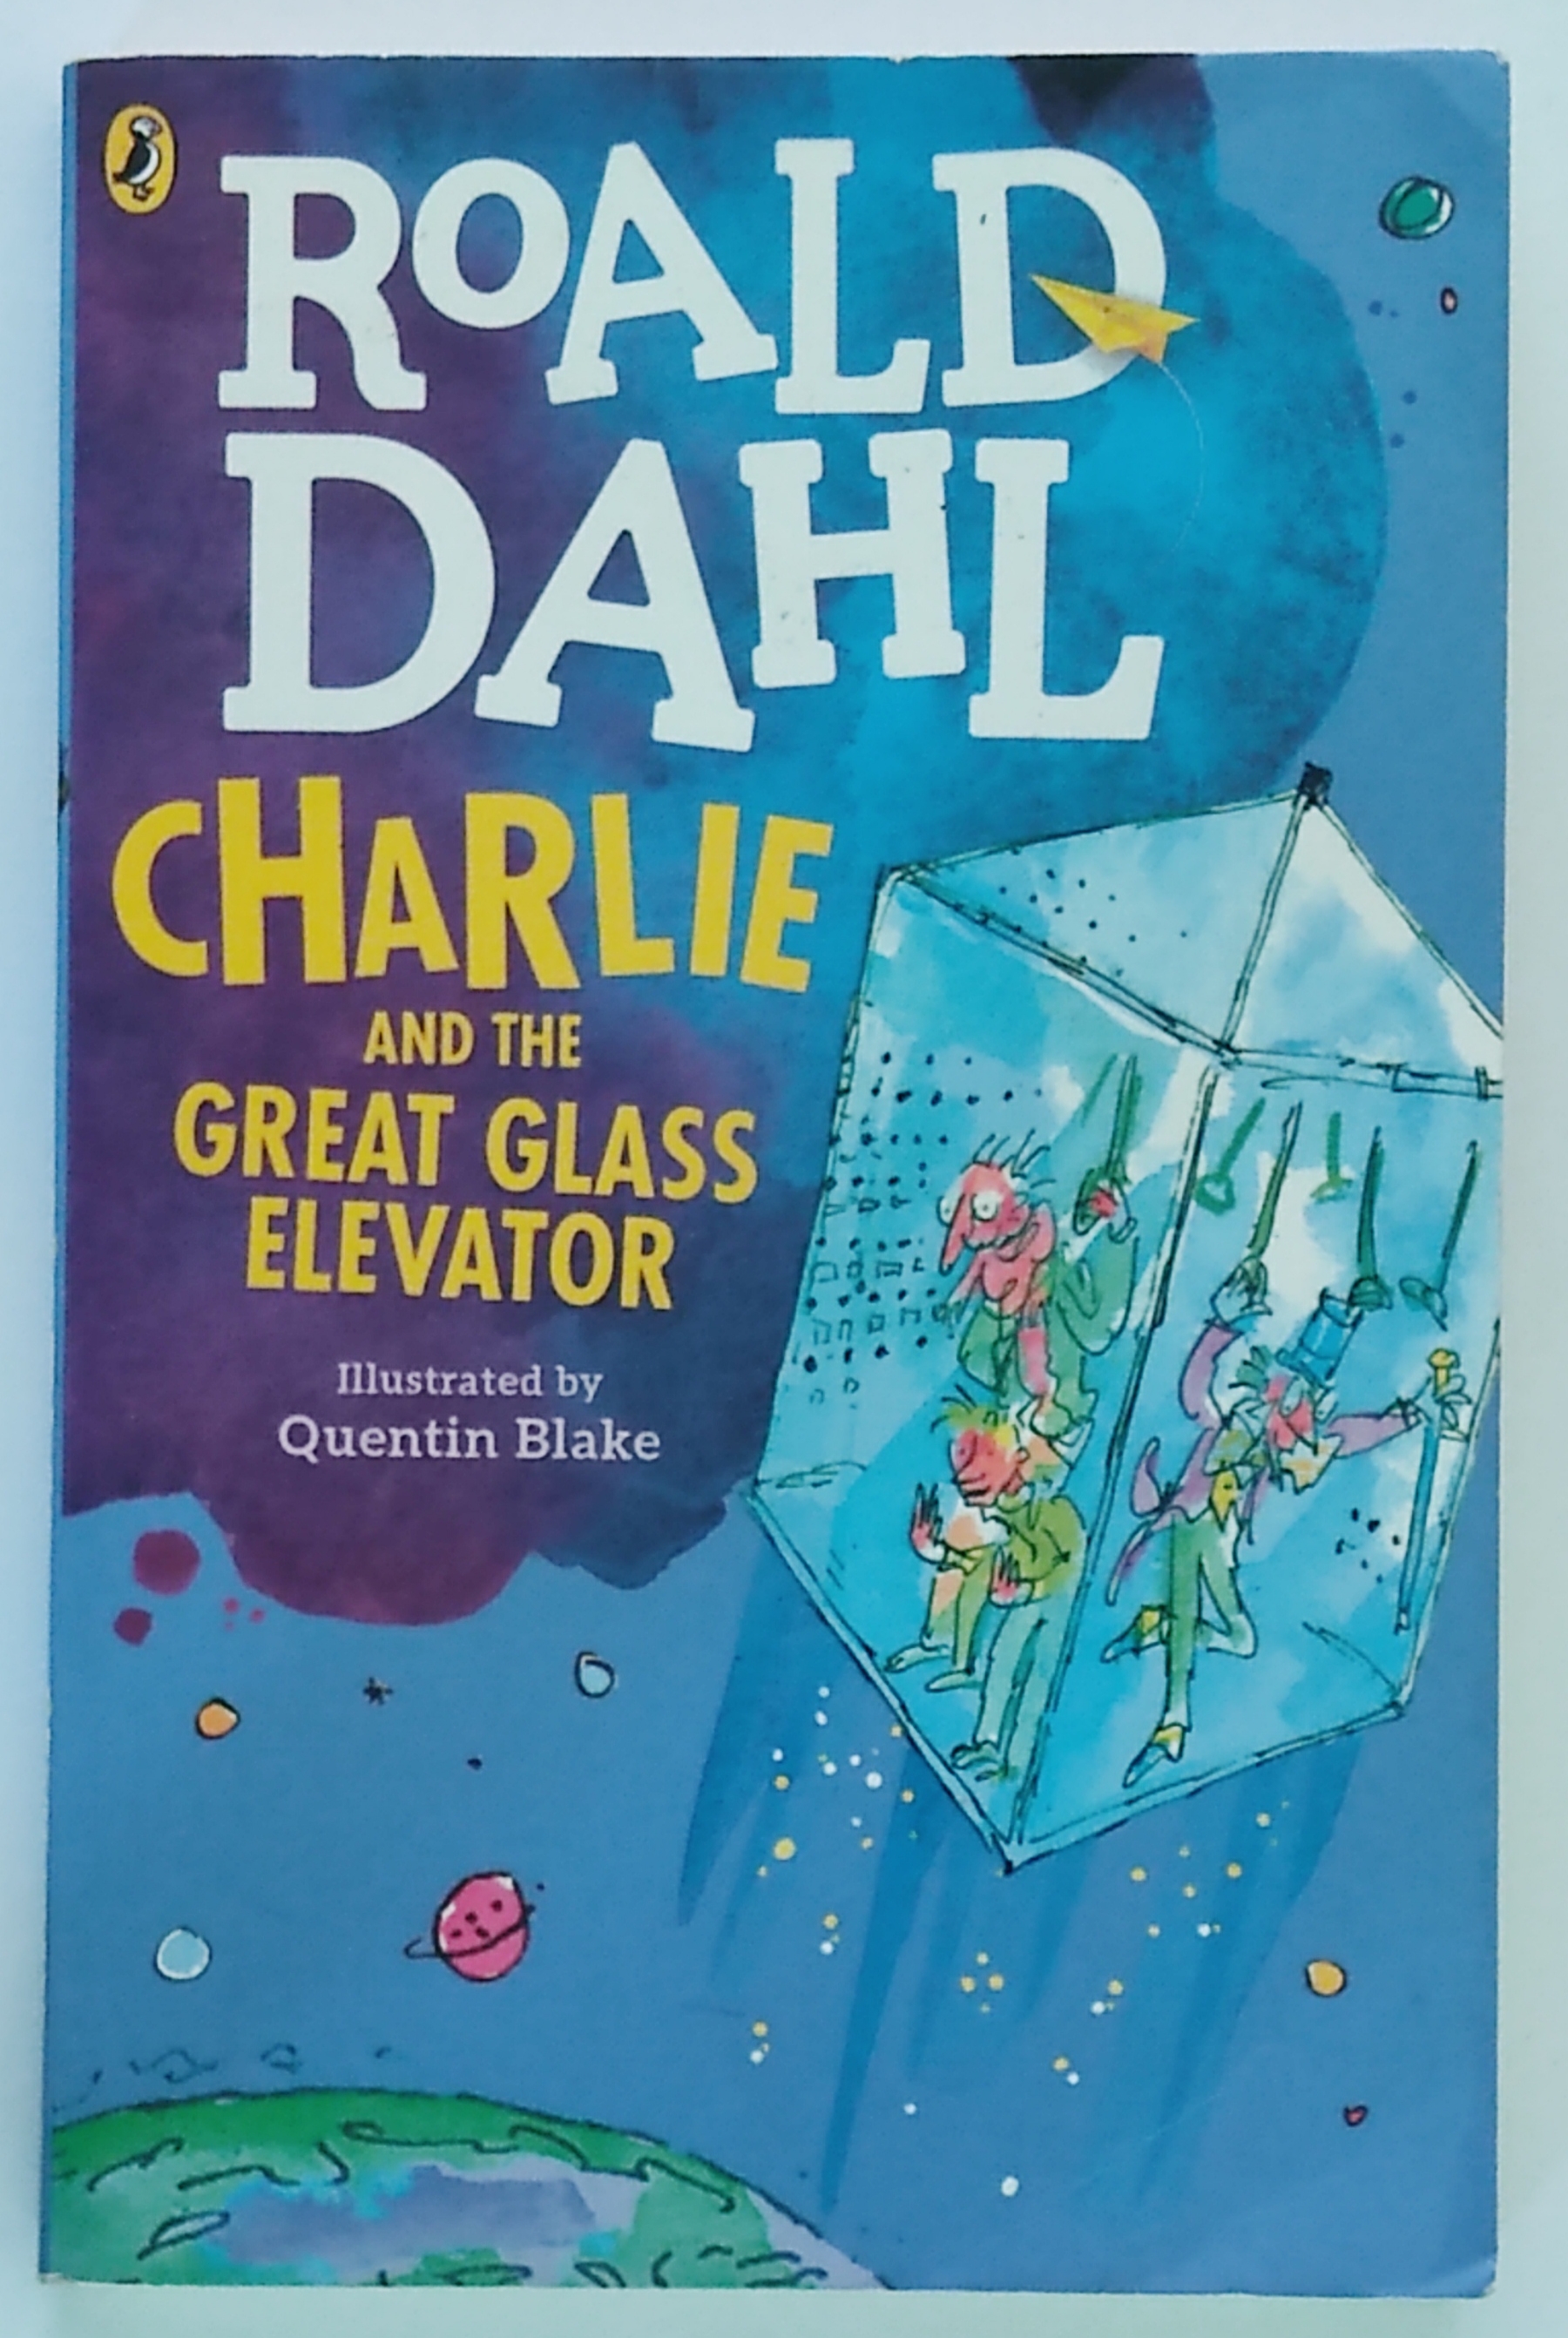 ROALD
DAHL
CHARLIE
AND THE
GREAT GLASS
ELEVATOR
Illustrated by
Quentin Blake